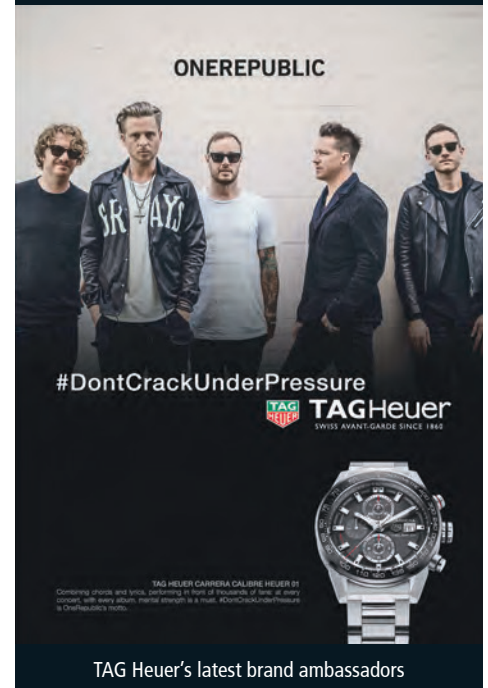 ONEREPUBLIC
GR AYS
#DontCrackUnderPressure
TAG
HEUER
TAGHeuer
SWISS AVANT-GARDE SINCE 1860
TAG HEUER CARRERA CALIBRE HEUER 01
Combining chords and lyrics, performing in front of thousands of fans: at every
concert, with every album, mental strength is a must. #DontCrackUnderPressure
is OneRepublic's motto.
TAG Heuer's latest brand ambassadors